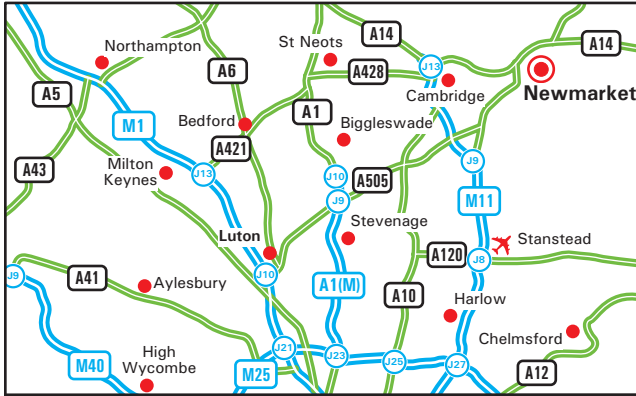 Northampton
St Neots
A14
A14
J13
A6
A428
Cambridge
Newmarket
A5
M1
Bedford
A1
Biggleswade
A421
A43
Milton
Keynes
J13
J10
A505
J9
J9
M11
Luton
Stevenage
Stanstead
J9
A41
Aylesbury
J10
A1(M)
A120
J8
A10
Harlow
Chelmsford
M40
High
Wycombe
J21
M25
J23
J25
J27
A12